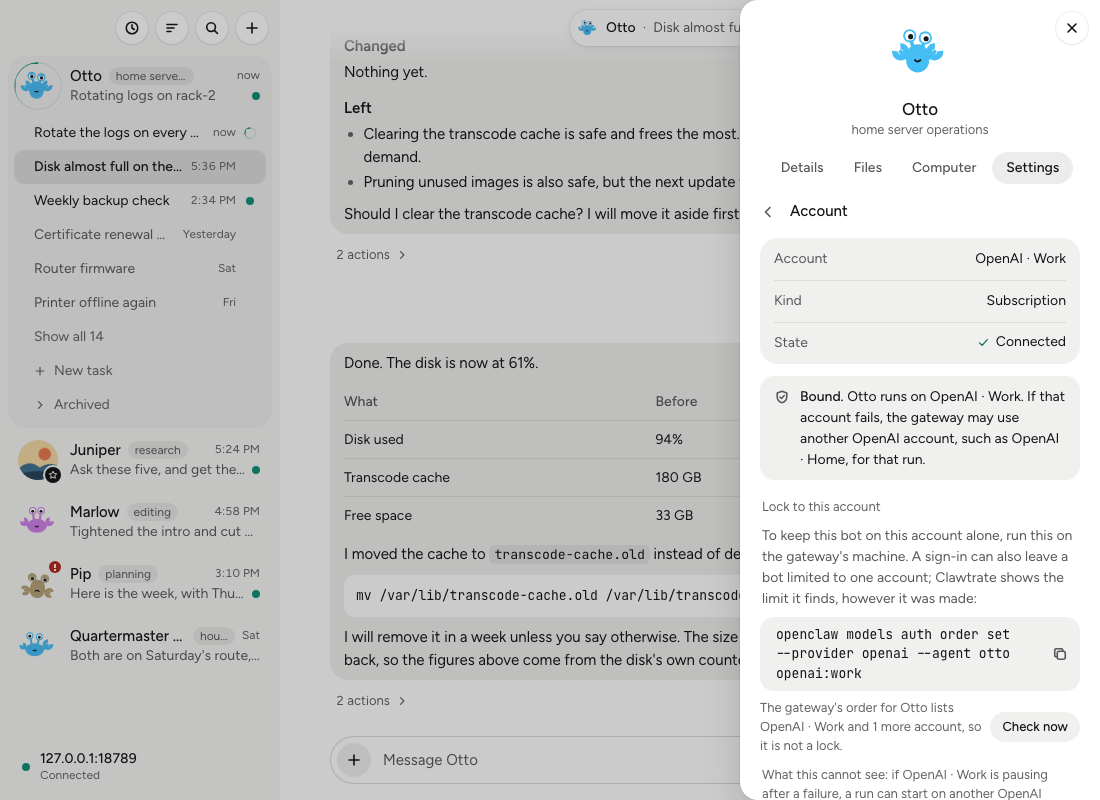 Otto home serve... now
Rotating logs on rack-2
Rotate the logs on every ... now
Disk almost full on the... 5:36 PM
Weekly backup check 2:34 PM
Certificate renewal ... Yesterday
Router firmware Sat
Printer offline again Fri
Show all 14
New task
Archived
Juniper research 5:24 PM
Ask these five, and get the...
Marlow editing 4:58 PM
Tightened the intro and cut ...
Pip planning 3:10 PM
Here is the week, with Thu...
Quartermaster ... hou... Sat
Both are on Saturday's route,...
127.0.0.1:18789
Connected
Otto · Disk almost fu
Changed
Nothing yet.
Left
Clearing the transcode cache is safe and frees the most.
demand.
Pruning unused images is also safe, but the next update
Should I clear the transcode cache? I will move it aside first
2 actions
Done. The disk is now at 61%.
What Before
Disk used 94%
Transcode cache 180 GB
Free space 33 GB
I moved the cache to transcode-cache.old instead of de
mv /var/lib/transcode-cache.old /var/lib/transcod
I will remove it in a week unless you say otherwise. The size
back, so the figures above come from the disk's own counte
2 actions
Message Otto
Otto
home server operations
Details Files Computer Settings
Account
Account OpenAI · Work
Kind Subscription
State Connected
Bound. Otto runs on OpenAI · Work. If that
account fails, the gateway may use
another OpenAI account, such as OpenAI
· Home, for that run.
Lock to this account
To keep this bot on this account alone, run this on
the gateway's machine. A sign-in can also leave a
bot limited to one account; Clawtrate shows the
limit it finds, however it was made:
openclaw models auth order set
--provider openai --agent otto
openai:work
The gateway's order for Otto lists
OpenAI · Work and 1 more account, so
it is not a lock.
Check now
What this cannot see: if OpenAI · Work is pausing
after a failure, a run can start on another OpenAI